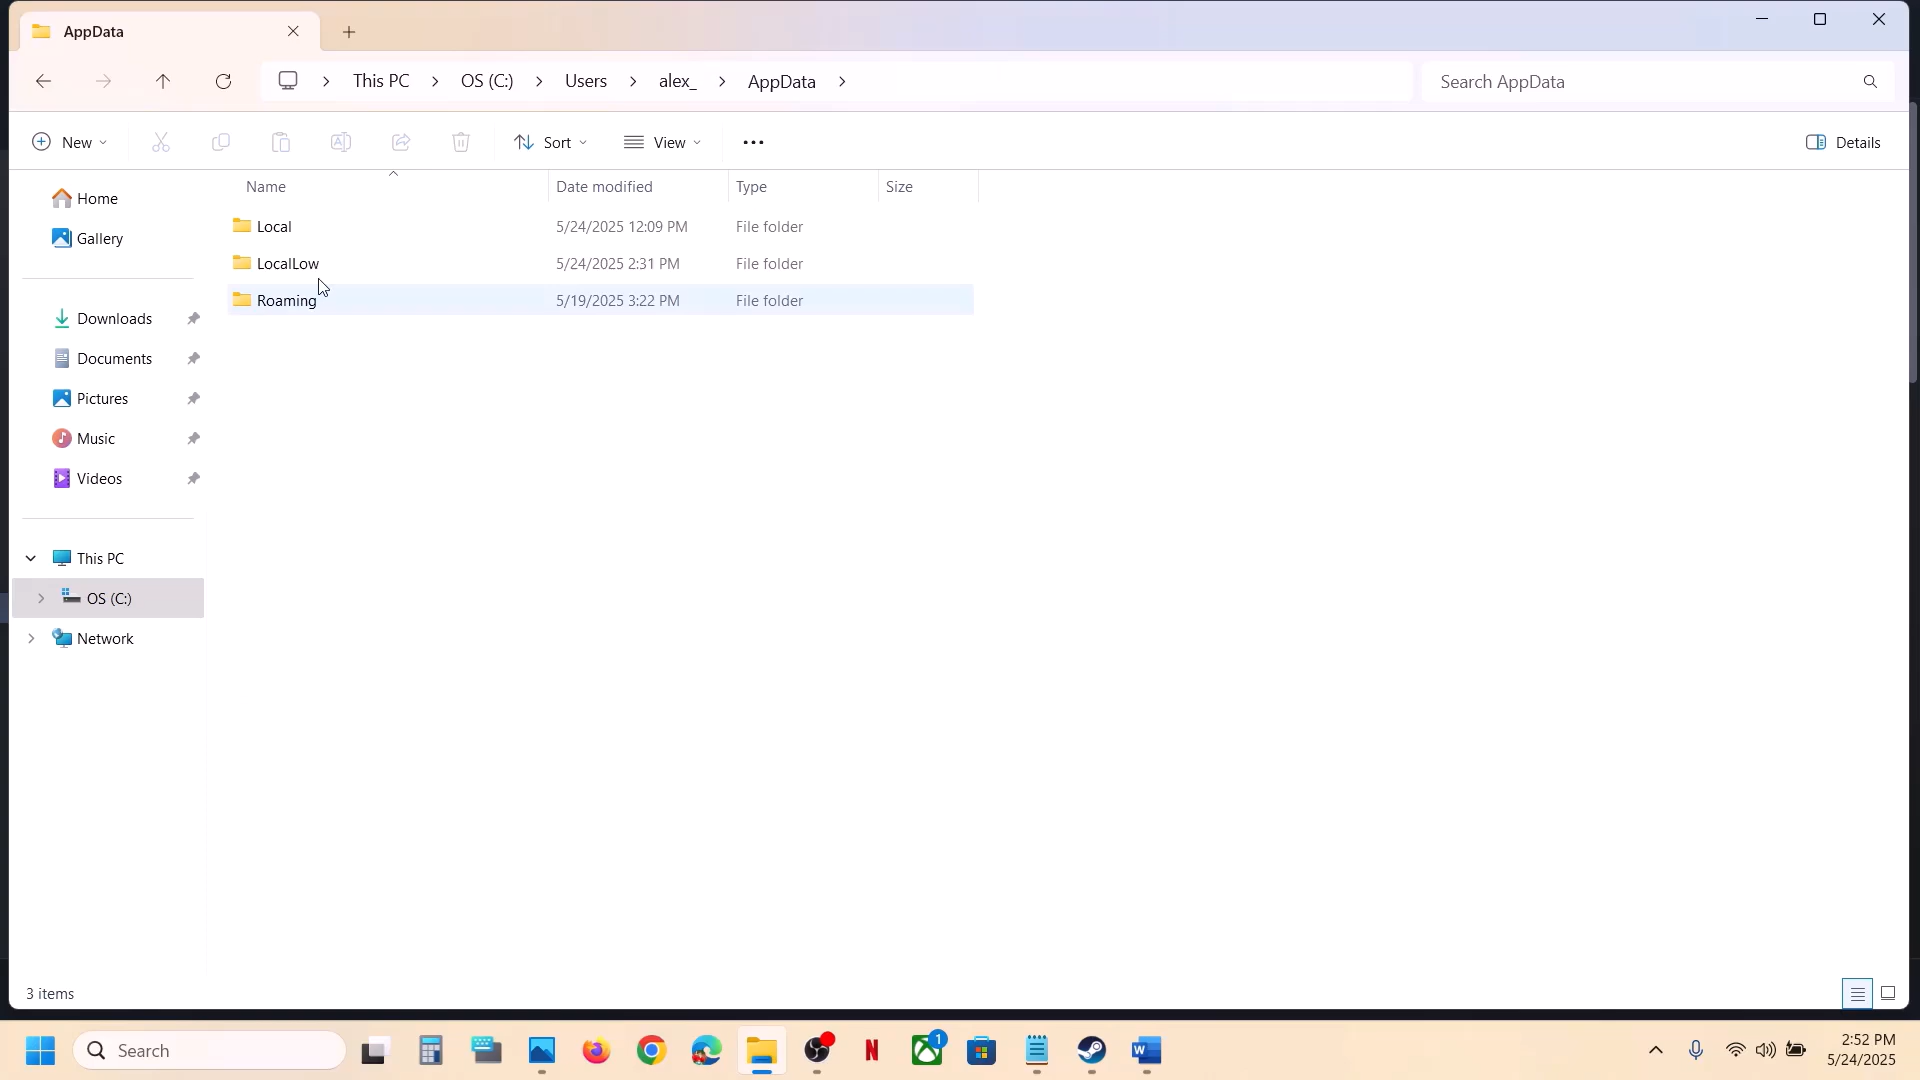 AppData
This PC
OS (C:)
Users
alex_
AppData
Search AppData
New
Sort
View
Details
Name
Date modified
Type
Size
Home
Gallery
Downloads
Documents
Pictures
Music
Videos
This PC
OS (C:)
Network
Local 5/24/2025 12:09 PM File folder
LocalLow 5/24/2025 2:31 PM File folder
Roaming 5/19/2025 3:22 PM File folder
3 items
Search
N
1
W
2:52 PM
5/24/2025